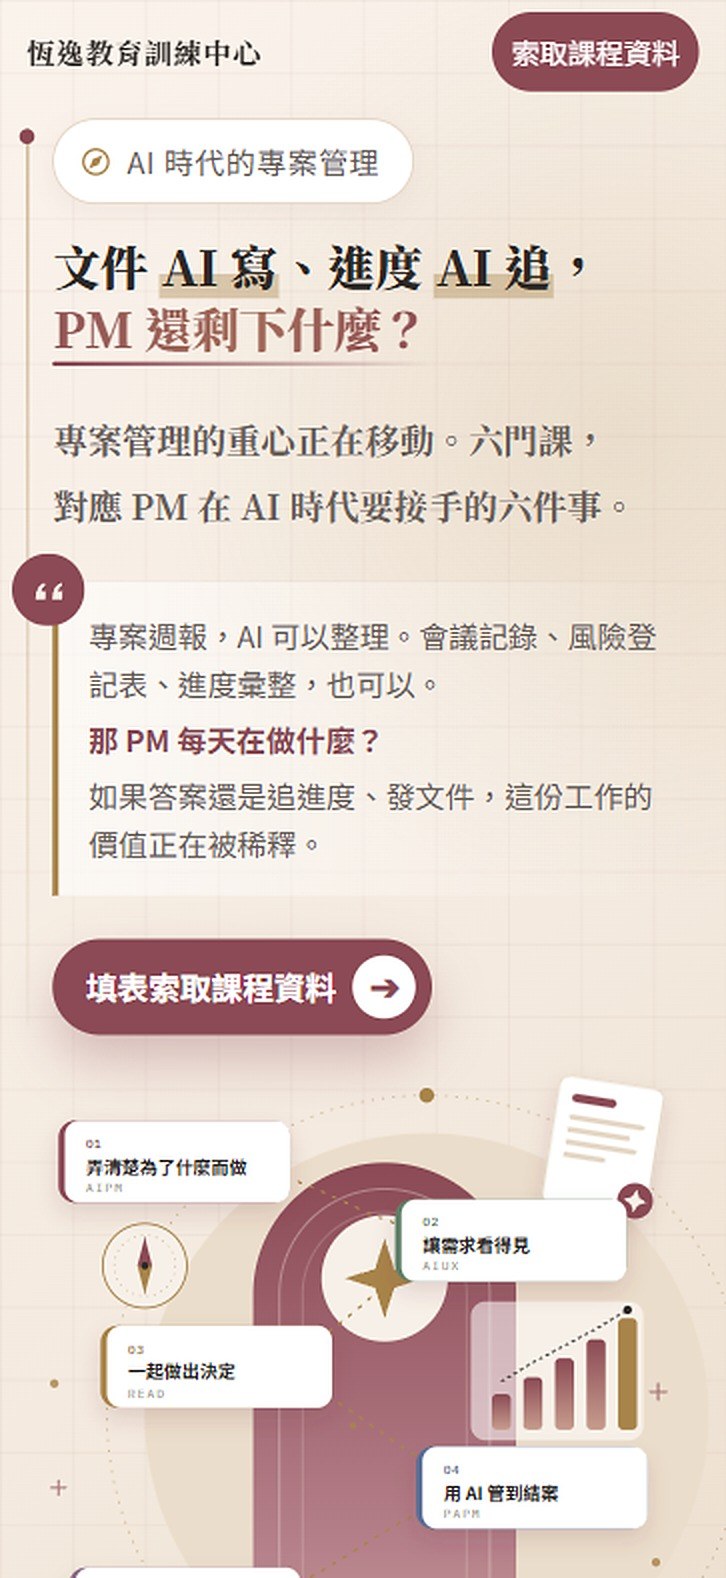 恆逸教育訓練中心
索取課程資料
AI 時代的專案管理
文件 AI 寫、進度 AI 追，
PM 還剩下什麼？
專案管理的重心正在移動。六門課，
對應 PM 在 AI 時代要接手的六件事。
專案週報，AI 可以整理。會議記錄、風險登
記表、進度彙整，也可以。
那 PM 每天在做什麼？
如果答案還是追進度、發文件，這份工作的
價值正在被稀釋。
填表索取課程資料
01
弄清楚為了什麼而做
AIPM
02
讓需求看得見
AIUX
03
一起做出決定
READ
04
用 AI 管到結案
PAPM